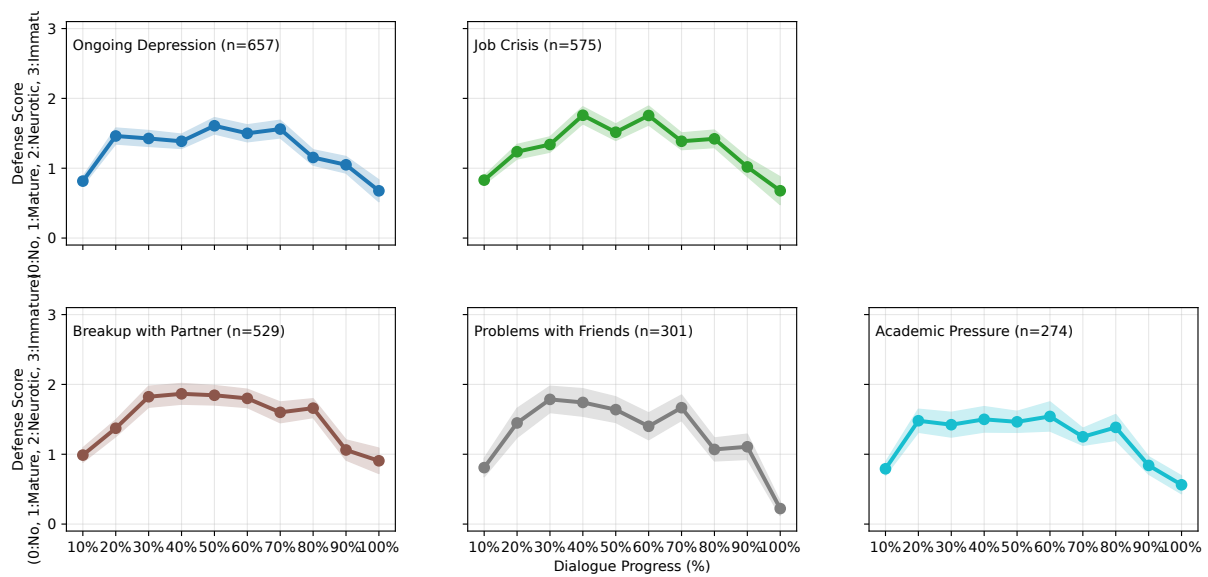 Defense Score
(0:No, 1:Mature, 2:Neurotic, 3:Immatu
3
2
1
0
Ongoing Depression (n=657)
Job Crisis (n=575)
Defense Score
(0:No, 1:Mature, 2:Neurotic, 3:Immature)
3
2
1
0
Breakup with Partner (n=529)
Problems with Friends (n=301)
Academic Pressure (n=274)
10% 20% 30% 40% 50% 60% 70% 80% 90% 100%
10% 20% 30% 40% 50% 60% 70% 80% 90% 100%
10% 20% 30% 40% 50% 60% 70% 80% 90% 100%
Dialogue Progress (%)